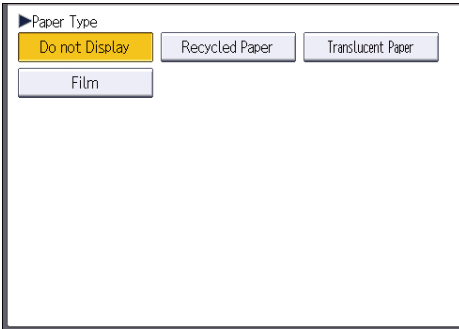 ▶Paper Type
Do not Display Recycled Paper Translucent Paper
Film